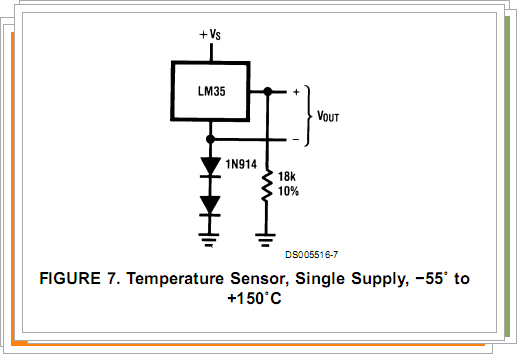 +VS
LM35
+
VOUT
−
1N914
18k
10%
DS005516-7
FIGURE 7. Temperature Sensor, Single Supply, −55˚ to
+150˚C